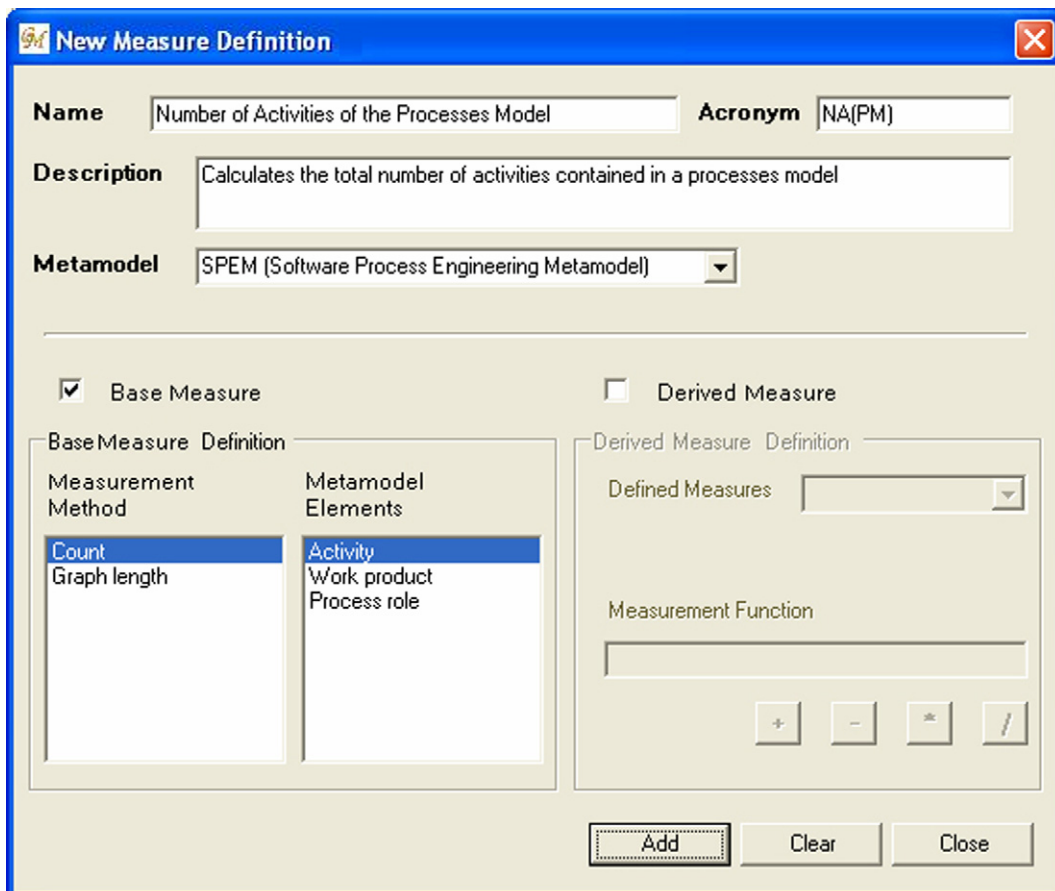 New Measure Definition
Name Number of Activities of the Processes Model Acronym NA(PM)
Description Calculates the total number of activities contained in a processes model
Metamodel SPEM (Software Process Engineering Metamodel)
Base Measure
Derived Measure
Base Measure Definition
Measurement Method
Metamodel Elements
Count
Graph length
Activity
Work product
Process role
Derived Measure Definition
Defined Measures
Measurement Function
+ - * /
Add Clear Close